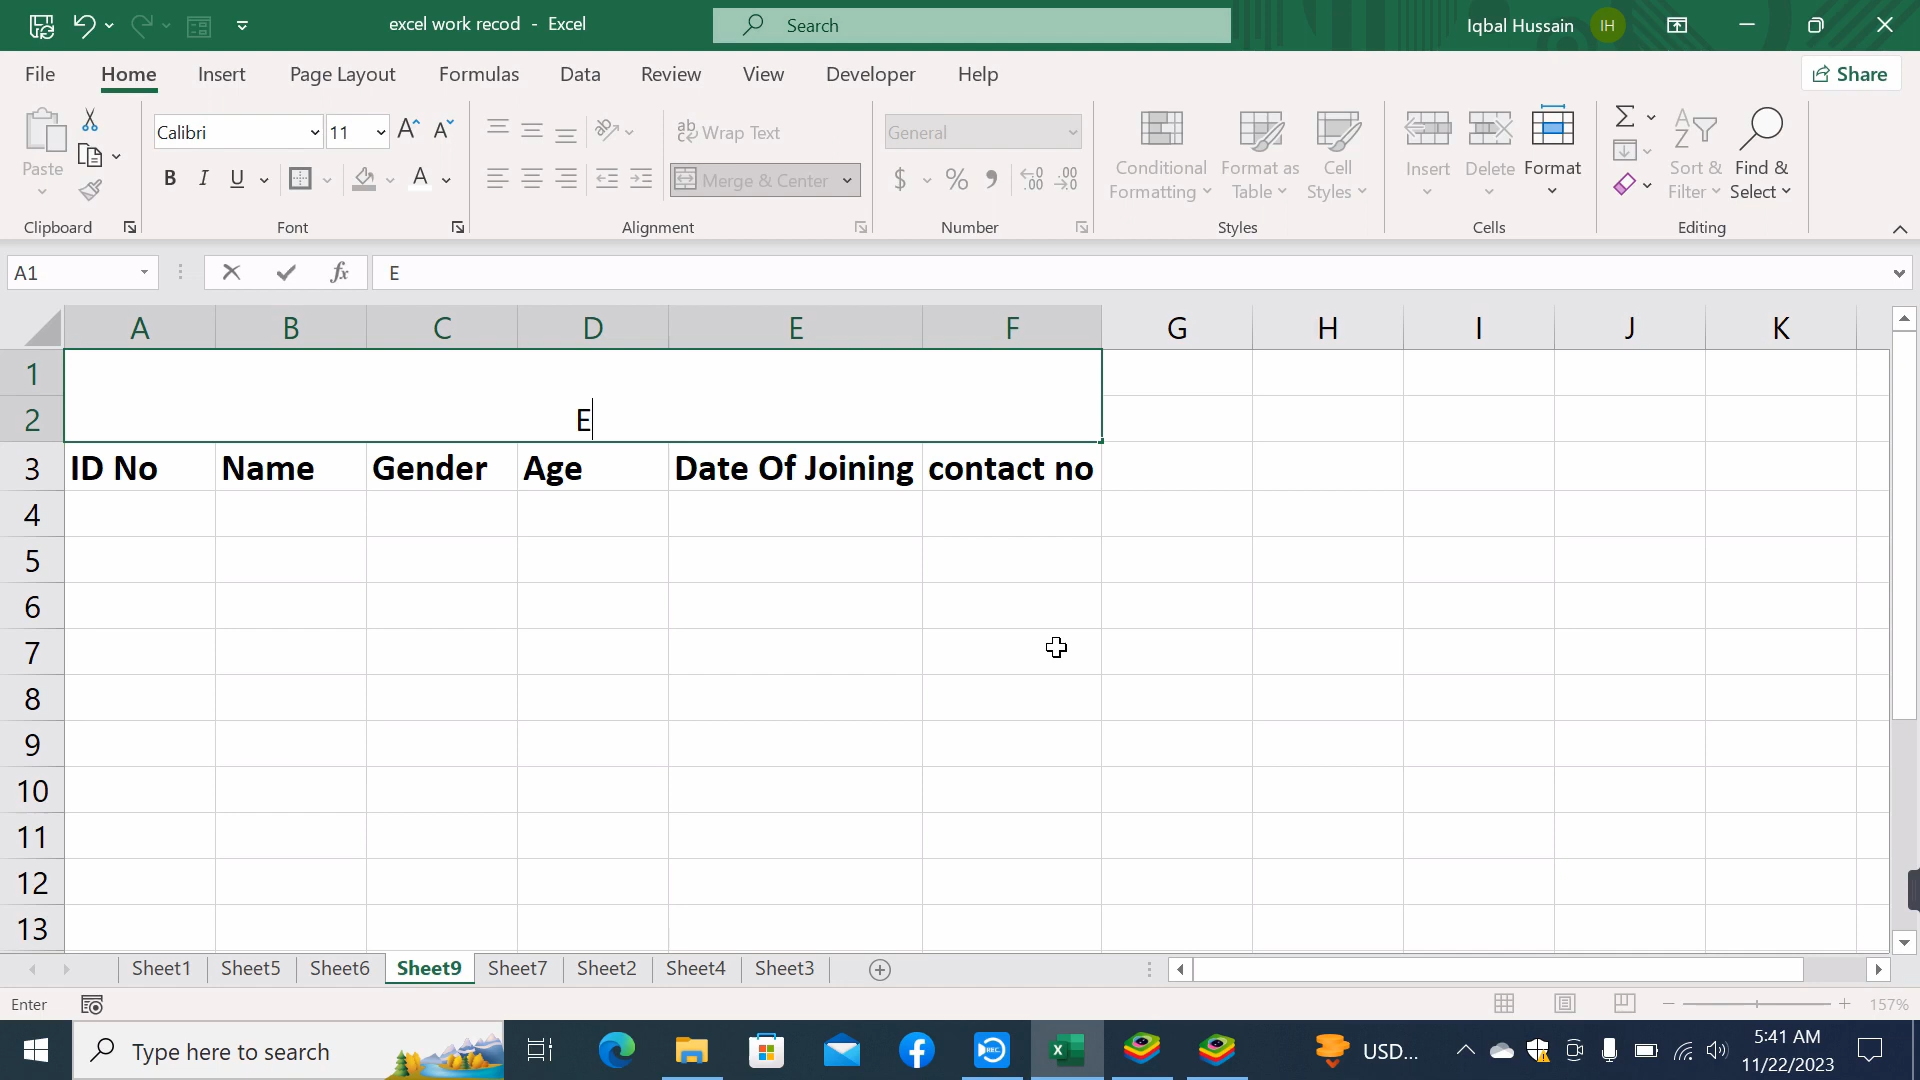 excel work recod - Excel
Search
Iqbal Hussain IH
File Home Insert Page Layout Formulas Data Review View Developer Help Share
Paste
Calibri 11
B I U A
ab Wrap Text
Merge & Center
General
$ % 9
Conditional Formatting
Format as Table
Cell Styles
Insert Delete Format
Sort & Filter
Find & Select
Clipboard Font Alignment Number Styles Cells Editing
A1 fx E
A B C D E F G H I J K
1
2 E
3 ID No Name Gender Age Date Of Joining contact no
4
5
6
7
8
9
10
11
12
13
Sheet1 Sheet5 Sheet6 Sheet9 Sheet7 Sheet2 Sheet4 Sheet3
Enter 157%
Type here to search REC USD... 5:41 AM
11/22/2023